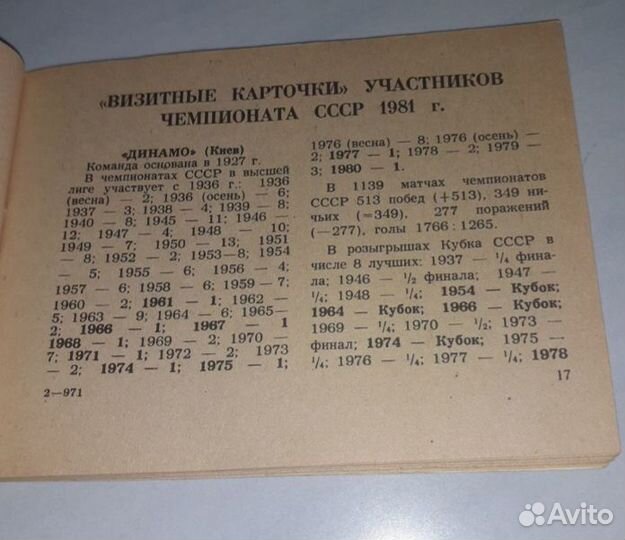 «ВИЗИТНЫЕ КАРТОЧКИ» УЧАСТНИКОВ
ЧЕМПИОНАТА СССР 1981 г.
«ДИНАМО» (Киев)
Команда основана в 1927 г.
В чемпионатах СССР в высшей
лиге участвует с 1936 г.: 1936
(весна) — 2; 1936 (осень) — 6;
1937 — 3; 1938 — 4; 1939 — 8;
1940 — 8; 1945 — 11; 1946 —
12; 1947 — 4; 1948 — 10;
1949 — 7; 1950 — 13; 1951
— 8; 1952 — 2; 1953—8; 1954
— 5; 1955 — 6; 1956 — 4;
1957 — 6; 1958 — 6; 1959 — 7;
1960 — 2; 1961 — 1; 1962 —
5; 1963 — 9; 1964 — 6; 1965—
2; 1966 — 1; 1967 — 1
1968 — 1; 1969 — 2; 1970 —
7; 1971 — 1; 1972 — 2; 1973
— 2; 1974 — 1; 1975 — 1;
2—971
1976 (весна) — 8; 1976 (осень) —
2; 1977 — 1; 1978 — 2; 1979 —
3; 1980 — 1.
В 1139 матчах чемпионатов
СССР 513 побед (+513), 349 ни-
чьих (=349), 277 поражений
(—277), голы 1766 : 1265.
В розыгрышах Кубка СССР в
числе 8 лучших: 1937 — 1/4 фина-
ла; 1946 — 1/2 финала; 1947 —
1/4; 1948 — 1/4; 1954 — Кубок;
1964 — Кубок; 1966 — Кубок;
1969 — 1/4; 1970 — 1/2; 1973 —
финал; 1974 — Кубок; 1975 —
1/4; 1976 — 1/4; 1977 — 1/4; 1978
17
Avito